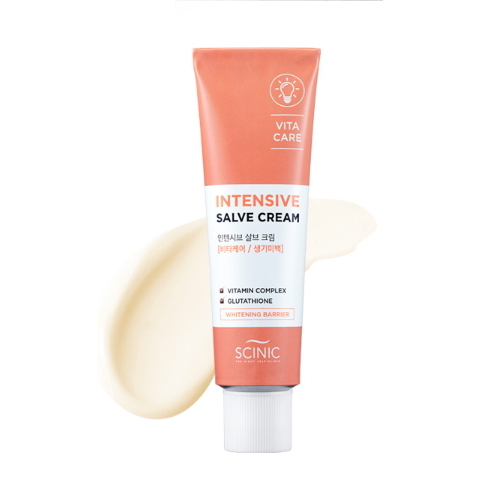 VITA
CARE
INTENSIVE
SALVE CREAM
인텐시브 살브 크림
[비타케어 / 생기미백]
VITAMIN COMPLEX
GLUTATHIONE
WHITENING BARRIER
SCINIC